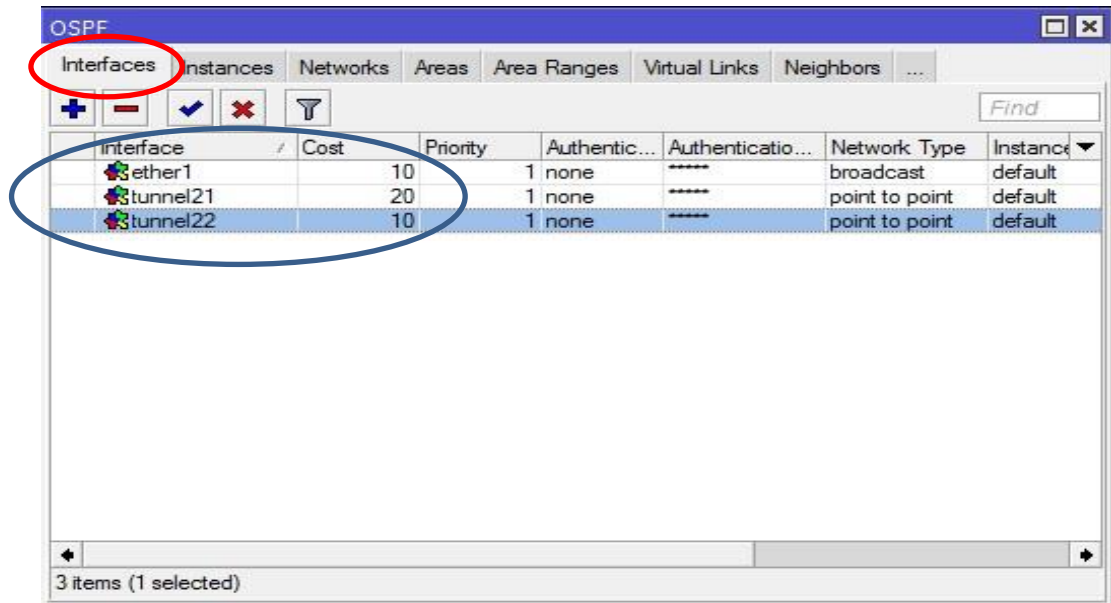 OSPF
Interfaces Instances Networks Areas Area Ranges Virtual Links Neighbors ...
Find
Interface / Cost Priority Authentic... Authenticatio... Network Type Instance
ether1 10 1 none ***** broadcast default
tunnel21 20 1 none ***** point to point default
tunnel22 10 1 none ***** point to point default
3 items (1 selected)